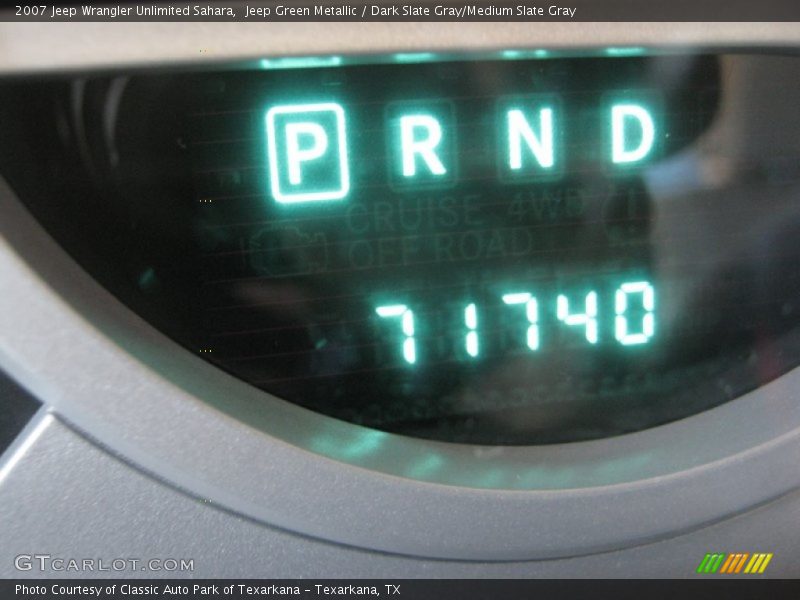 2007 Jeep Wrangler Unlimited Sahara,  Jeep Green Metallic / Dark Slate Gray/Medium Slate Gray
P R N D
CRUISE 4WD
OFF ROAD
71740
GTCARLOT.COM
Photo Courtesy of Classic Auto Park of Texarkana - Texarkana, TX